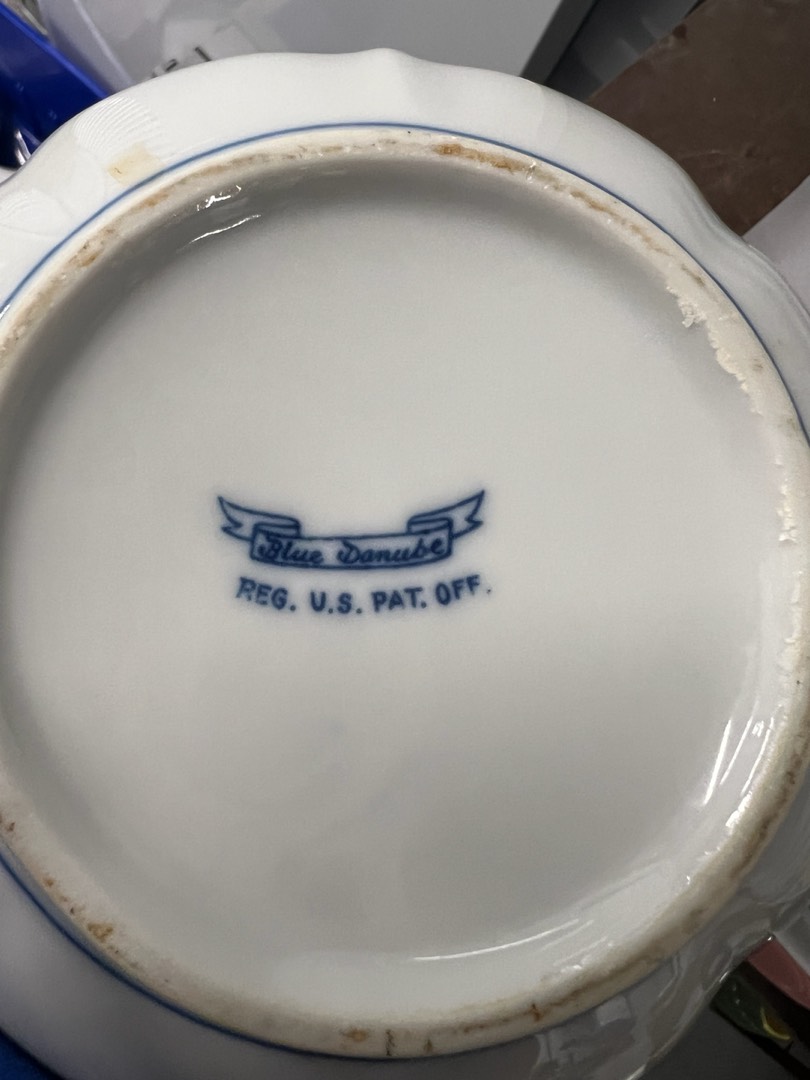 Blue Danube
REG. U.S. PAT. OFF.